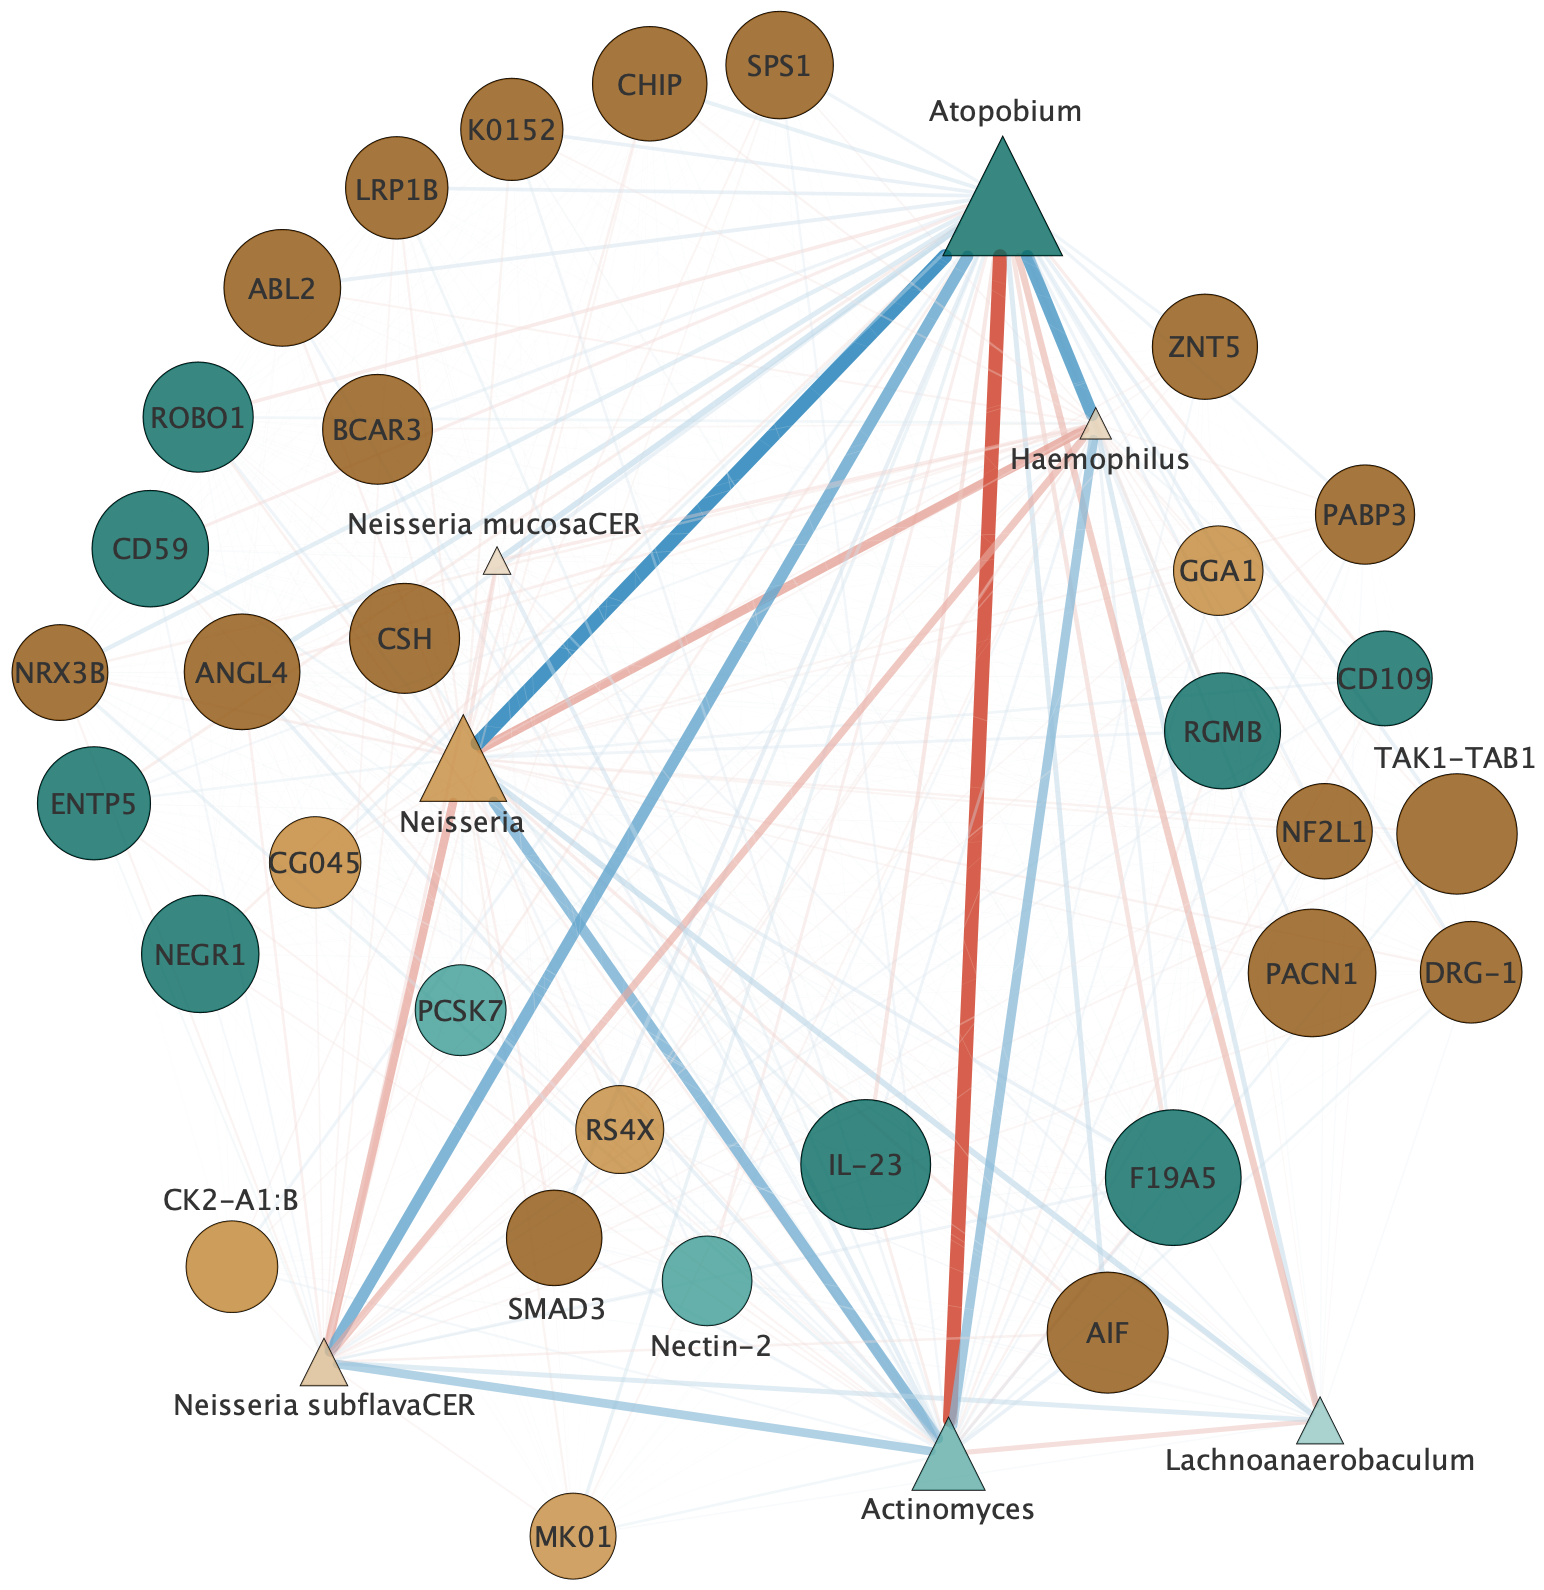 SPS1
CHIP
Atopobium
K0152
LRP1B
ABL2
ZNT5
ROBO1
BCAR3
Haemophilus
PABP3
Neisseria mucosaCER
CD59
GGA1
CSH
NRX3B
ANGL4
CD109
RGMB
TAK1-TAB1
ENTP5
Neisseria
NF2L1
CG045
NEGR1
PACN1
DRG-1
PCSK7
RS4X
IL-23
F19A5
CK2-A1:B
SMAD3
AIF
Nectin-2
Neisseria subflavaCER
Lachnoanaerobaculum
Actinomyces
MK01